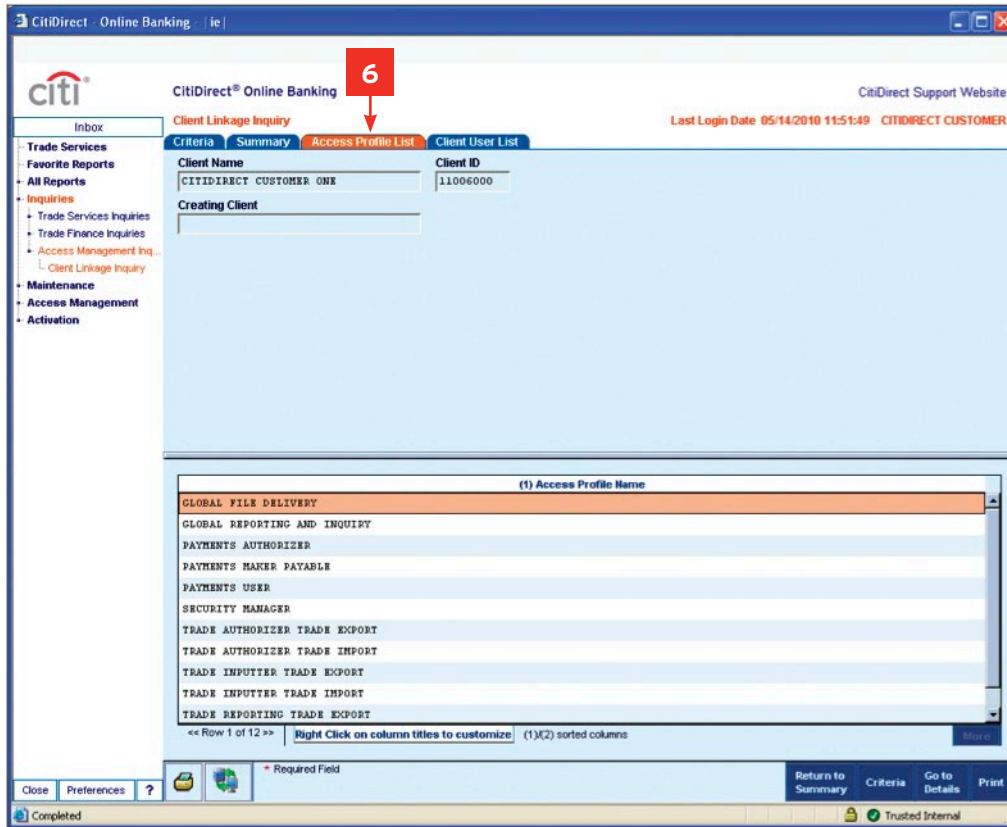 CitiDirect - Online Banking - | ie |
6
citi®
CitiDirect® Online Banking
CitiDirect Support Website
Inbox
Client Linkage Inquiry
Last Login Date 05/14/2010 11:51:49 CITIDIRECT CUSTOMER
Criteria Summary Access Profile List Client User List
Trade Services
Favorite Reports
All Reports
Inquiries
Trade Services Inquiries
Trade Finance Inquiries
Access Management Inq...
Client Linkage Inquiry
Maintenance
Access Management
Activation
Client Name Client ID
CITIDIRECT CUSTOMER ONE 11006000
Creating Client
(1) Access Profile Name
GLOBAL FILE DELIVERY
GLOBAL REPORTING AND INQUIRY
PAYMENTS AUTHORIZER
PAYMENTS MAKER PAYABLE
PAYMENTS USER
SECURITY MANAGER
TRADE AUTHORIZER TRADE EXPORT
TRADE AUTHORIZER TRADE IMPORT
TRADE INPUTTER TRADE EXPORT
TRADE INPUTTER TRADE IMPORT
TRADE REPORTING TRADE EXPORT
<< Row 1 of 12 >> Right Click on column titles to customize (1)/(2) sorted columns More
* Required Field
Return to Summary Criteria Go to Details Print
Close Preferences ?
Completed Trusted Internal